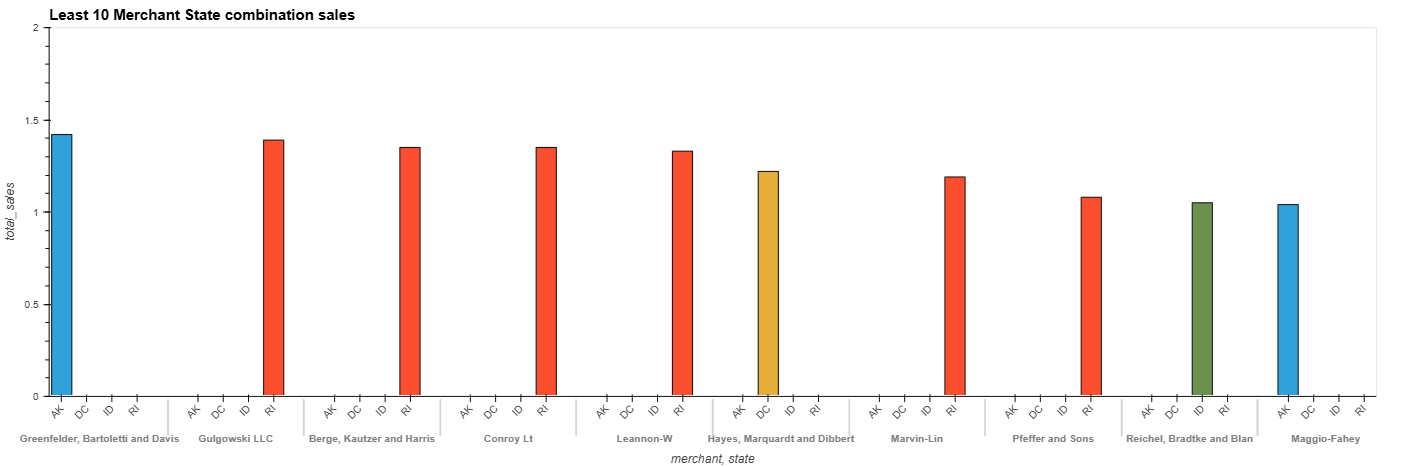 Least 10 Merchant State combination sales
2
1.5
1
0.5
0
total_sales
AK DC ID RI AK DC ID RI AK DC ID RI AK DC ID RI AK DC ID RI AK DC ID RI AK DC ID RI AK DC ID RI AK DC ID RI AK DC ID RI
Greenfelder, Bartoletti and Davis Gulgowski LLC Berge, Kautzer and Harris Conroy Lt Leannon-W Hayes, Marquardt and Dibbert Marvin-Lin Pfeffer and Sons Reichel, Bradtke and Blan Maggio-Fahey
merchant, state